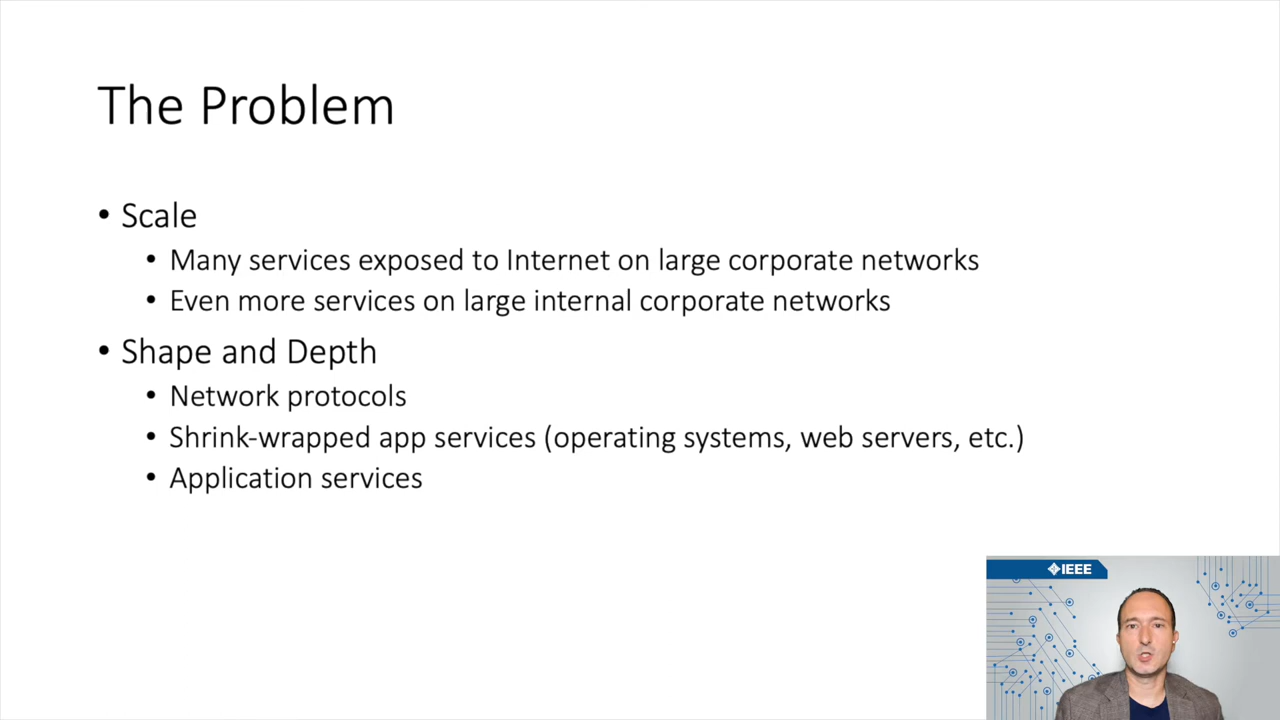 The Problem
• Scale
• Many services exposed to Internet on large corporate networks
• Even more services on large internal corporate networks
• Shape and Depth
• Network protocols
• Shrink-wrapped app services (operating systems, web servers, etc.)
• Application services
IEEE